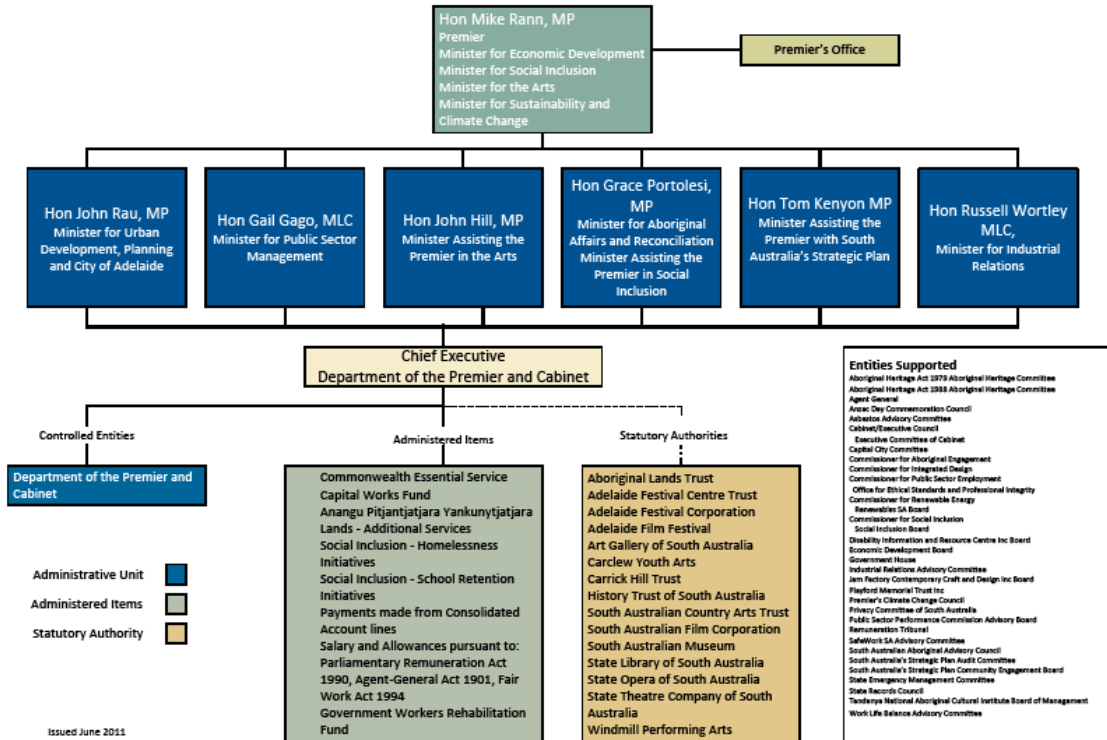 Hon Mike Rann, MP
Premier
Minister for Economic Development
Minister for Social Inclusion
Minister for the Arts
Minister for Sustainability and
Climate Change
Premier's Office
Hon John Rau, MP
Minister for Urban
Development, Planning
and City of Adelaide
Hon Gail Gago, MLC
Minister for Public Sector
Management
Hon John Hill, MP
Minister Assisting the
Premier in the Arts
Hon Grace Portolesi,
MP
Minister for Aboriginal
Affairs and Reconciliation
Minister Assisting the
Premier in Social
Inclusion
Hon Tom Kenyon MP
Minister Assisting the
Premier with South
Australia's Strategic Plan
Hon Russell Wortley
MLC,
Minister for Industrial
Relations
Chief Executive
Department of the Premier and Cabinet
Controlled Entities
Administered Items
Statutory Authorities
Department of the Premier and
Cabinet
Commonwealth Essential Service
Capital Works Fund
Anangu Pitjantjatjara Yankunytjatjara
Lands - Additional Services
Social Inclusion - Homelessness
Initiatives
Social Inclusion - School Retention
Initiatives
Payments made from Consolidated
Account lines
Salary and Allowances pursuant to:
Parliamentary Remuneration Act
1990, Agent-General Act 1901, Fair
Work Act 1994
Government Workers Rehabilitation
Fund
Aboriginal Lands Trust
Adelaide Festival Centre Trust
Adelaide Festival Corporation
Adelaide Film Festival
Art Gallery of South Australia
Carclew Youth Arts
Carrick Hill Trust
History Trust of South Australia
South Australian Country Arts Trust
South Australian Film Corporation
South Australian Museum
State Library of South Australia
State Opera of South Australia
State Theatre Company of South
Australia
Windmill Performing Arts
Entities Supported
Aboriginal Heritage Act 1979 Aboriginal Heritage Committee
Aboriginal Heritage Act 1988 Aboriginal Heritage Committee
Agent General
Anzac Day Commemoration Council
Asbestos Advisory Committee
Cabinet/Executive Council
Executive Committee of Cabinet
Capital City Committee
Commissioner for Aboriginal Engagement
Commissioner for Integrated Design
Commissioner for Public Sector Employment
Office for Ethical Standards and Professional Integrity
Commissioner for Renewable Energy
Renewables SA Board
Commissioner for Social Inclusion
Social Inclusion Board
Disability Information and Resource Centre Inc Board
Economic Development Board
Government House
Industrial Relations Advisory Committee
Jam Factory Contemporary Craft and Design Inc Board
Playford Memorial Trust Inc
Premier's Climate Change Council
Privacy Committee of South Australia
Public Sector Performance Commission Advisory Board
Remuneration Tribunal
SafeWork SA Advisory Committee
South Australian Aboriginal Advisory Council
South Australia's Strategic Plan Audit Committee
South Australia's Strategic Plan Community Engagement Board
State Emergency Management Committee
State Records Council
Tandanya National Aboriginal Cultural Institute Board of Management
Work Life Balance Advisory Committee
Administrative Unit
Administered Items
Statutory Authority
Issued June 2011